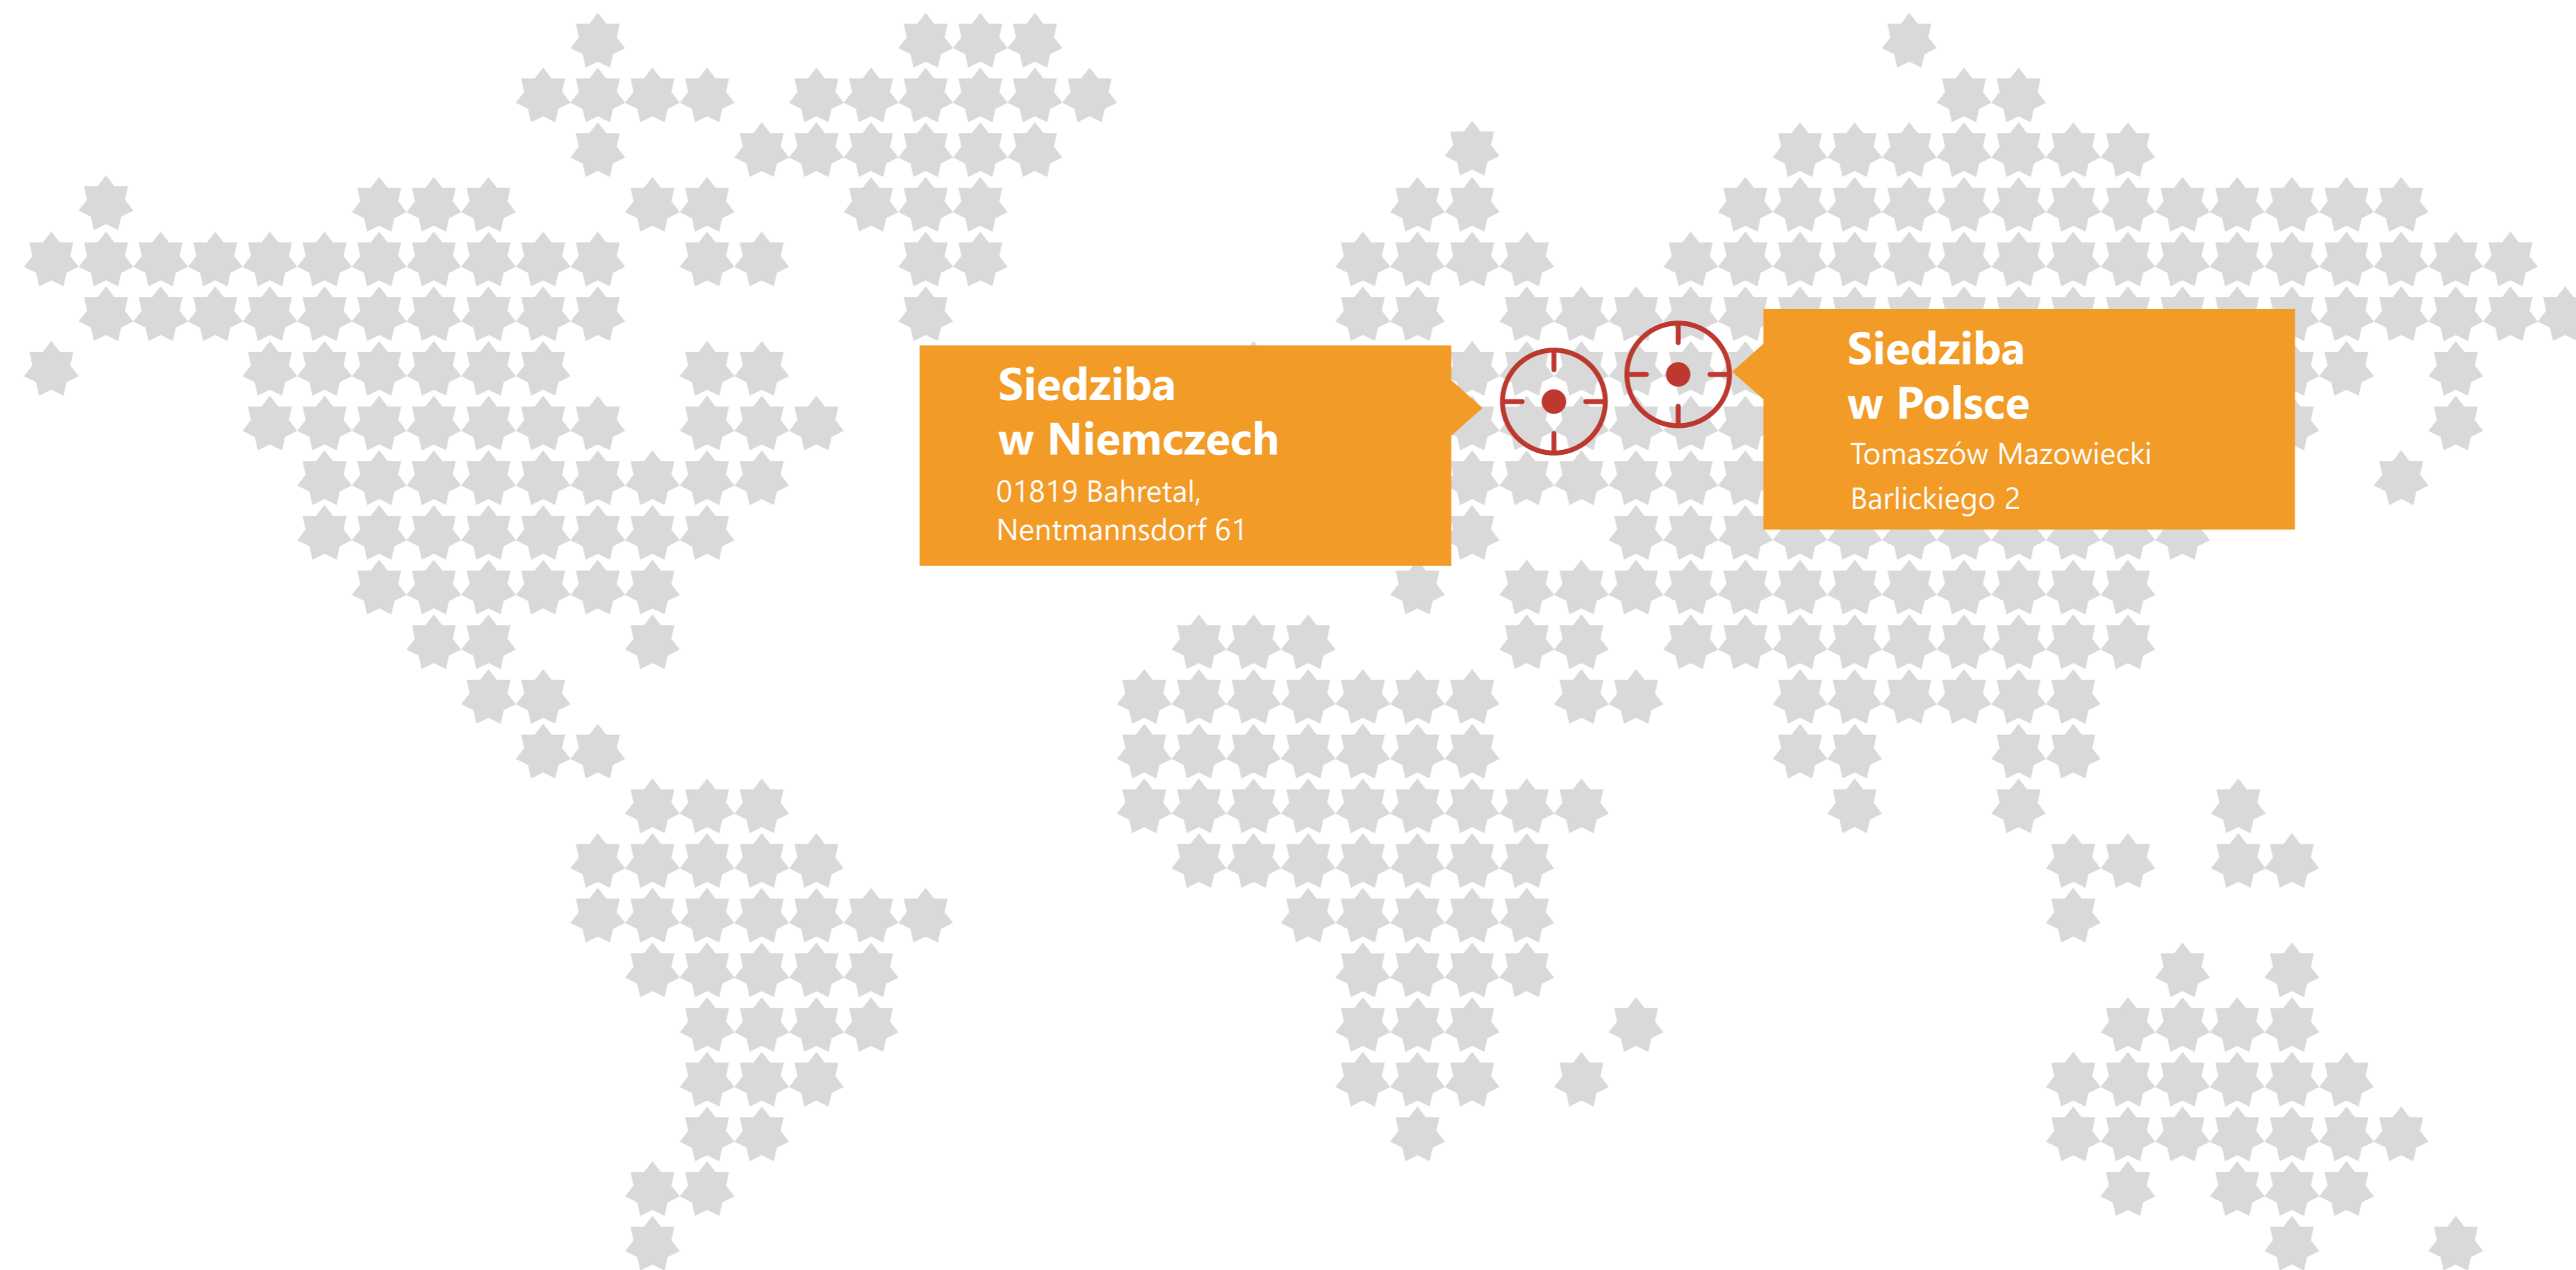 Siedziba
w Niemczech
01819 Bahretal,
Nentmannsdorf 61
Siedziba
w Polsce
Tomaszów Mazowiecki
Barlickiego 2